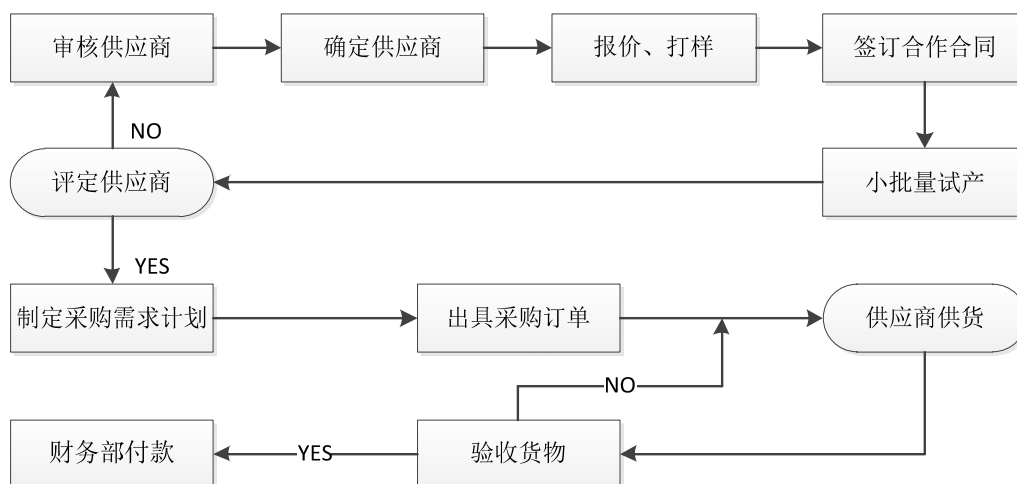 审核供应商
确定供应商
报价、打样
签订合作合同
NO
评定供应商
小批量试产
YES
制定采购需求计划
出具采购订单
供应商供货
NO
财务部付款
YES
验收货物